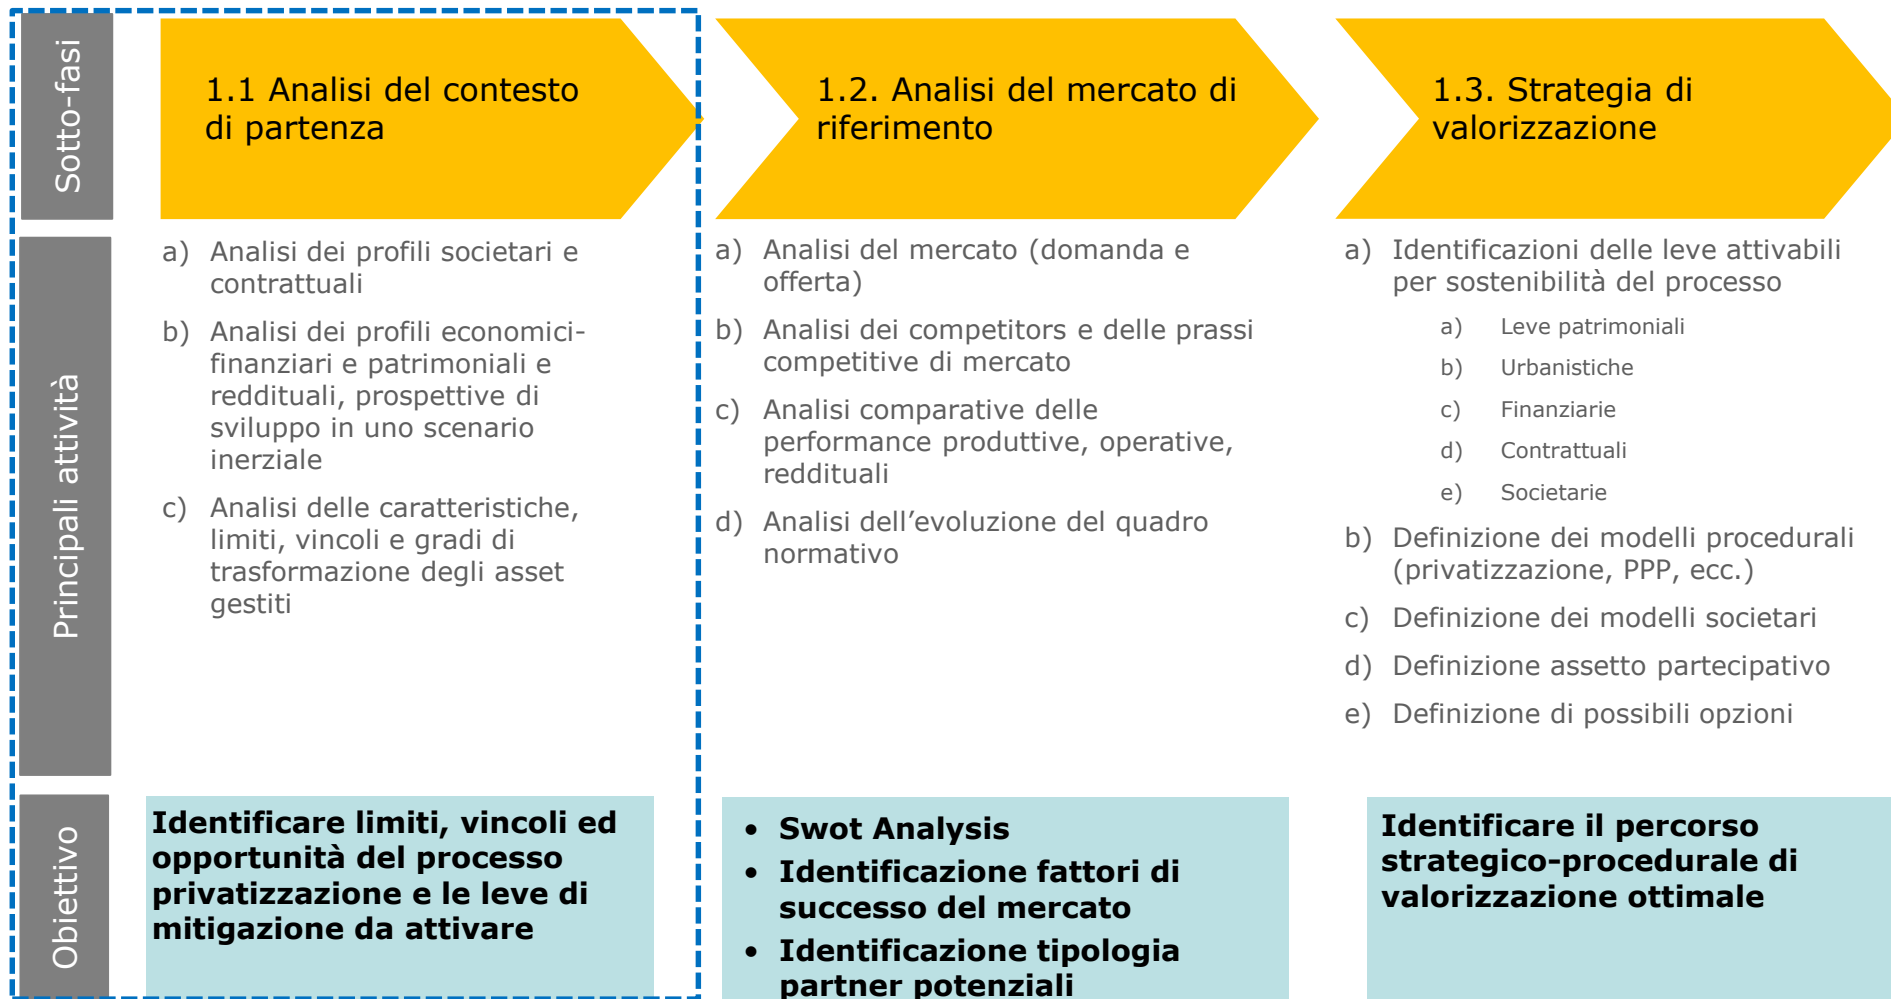 Sotto-fasi
1.1 Analisi del contesto
di partenza
1.2. Analisi del mercato di
riferimento
1.3. Strategia di
valorizzazione
Principali attività
a) Analisi dei profili societari e
contrattuali
b) Analisi dei profili economici-
finanziari e patrimoniali e
reddituali, prospettive di
sviluppo in uno scenario
inerziale
c) Analisi delle caratteristiche,
limiti, vincoli e gradi di
trasformazione degli asset
gestiti
a) Analisi del mercato (domanda e
offerta)
b) Analisi dei competitors e delle prassi
competitive di mercato
c) Analisi comparative delle
performance produttive, operative,
reddituali
d) Analisi dell’evoluzione del quadro
normativo
a) Identificazioni delle leve attivabili
per sostenibilità del processo
a) Leve patrimoniali
b) Urbanistiche
c) Finanziarie
d) Contrattuali
e) Societarie
b) Definizione dei modelli procedurali
(privatizzazione, PPP, ecc.)
c) Definizione dei modelli societari
d) Definizione assetto partecipativo
e) Definizione di possibili opzioni
Obiettivo
Identificare limiti, vincoli ed
opportunità del processo
privatizzazione e le leve di
mitigazione da attivare
• Swot Analysis
• Identificazione fattori di
successo del mercato
• Identificazione tipologia
partner potenziali
Identificare il percorso
strategico-procedurale di
valorizzazione ottimale